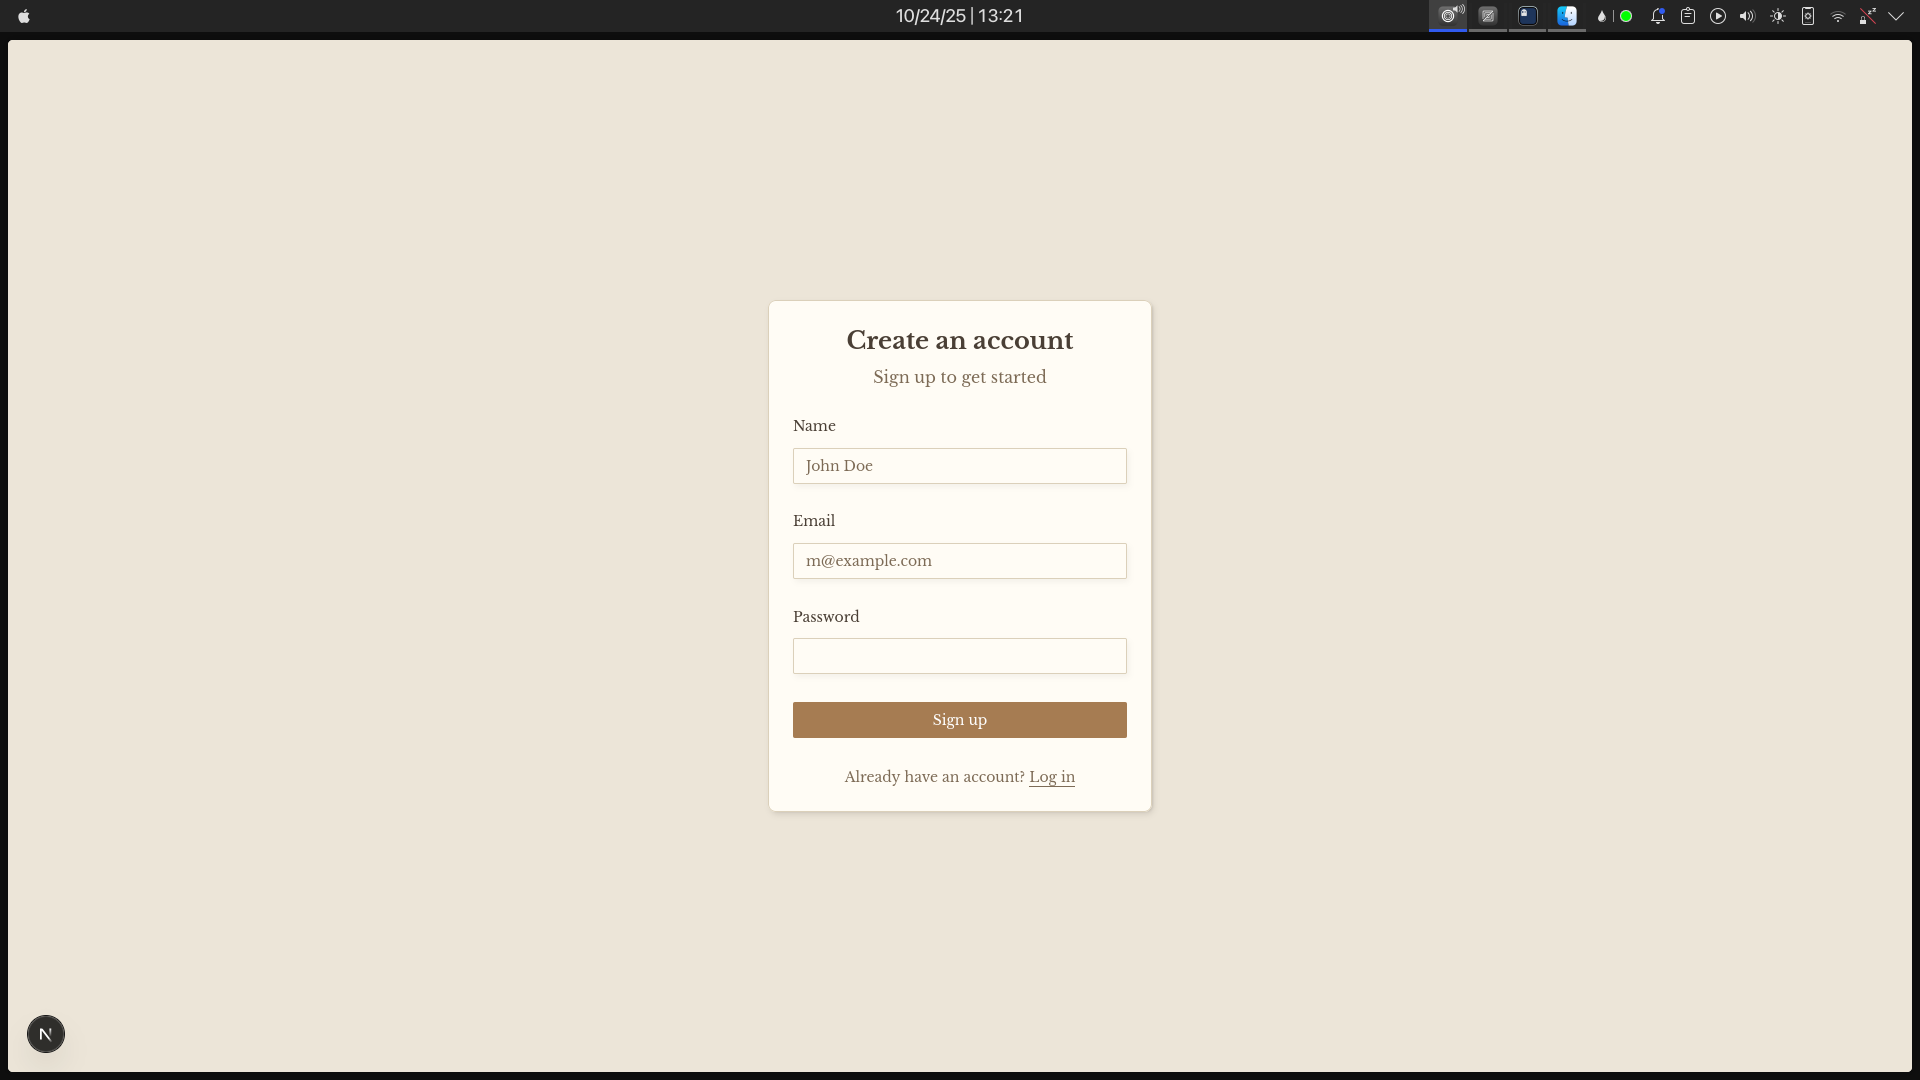 10/24/25 | 13:21
Create an account
Sign up to get started
Name
John Doe
Email
m@example.com
Password
Sign up
Already have an account? Log in
N